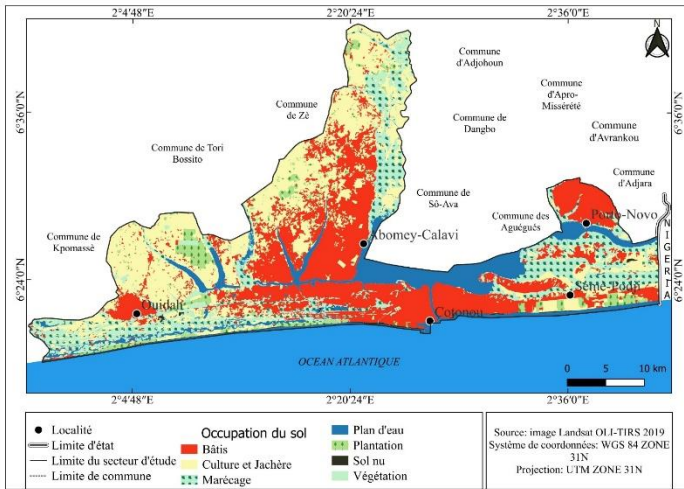 2°4'48"E
2°20'24"E
2°36'0"E
N
6°36'0"N
6°36'0"N
Commune
d'Adjohoun
Commune
d'Apro-
Missérété
Commune
de Zè
Commune
de Dangbo
Commune
d'Avrankou
Commune de Tori
Bossito
Commune
d'Adjara
Commune de
Sô-Ava
Commune des
Aguégués
Porto-Novo
Commune de
Kpomassè
Abomey-Calavi
NIGERIA
6°24'0"N
6°24'0"N
Ouidah
Sèmè-Podji
Cotonou
OCEAN ATLANTIQUE
0 5 10 km
2°4'48"E
2°20'24"E
2°36'0"E
Localité
Limite d'état
Limite du secteur d'étude
Limite de commune
Occupation du sol
Bâtis
Culture et Jachère
Marécage
Plan d'eau
Plantation
Sol nu
Végétation
Source: image Landsat OLI-TIRS 2019
Système de coordonnées: WGS 84 ZONE
31N
Projection: UTM ZONE 31N